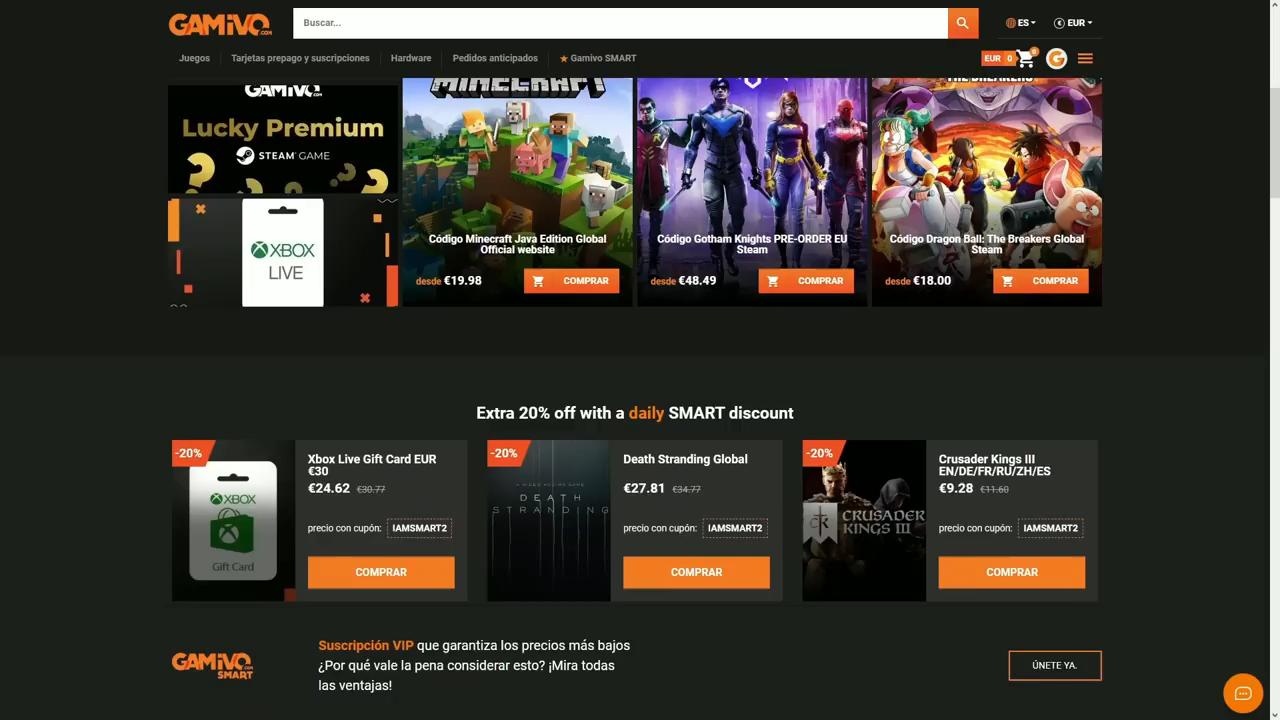 GAMIVO.COM
Buscar...
ES
EUR
Juegos
Tarjetas prepago y suscripciones
Hardware
Pedidos anticipados
★ Gamivo SMART
EUR 0
0
G
GAMIVO.COM
Lucky Premium
STEAM GAME
XBOX
LIVE
MINECRAFT
Código Minecraft Java Edition Global
Official website
desde €19.98
COMPRAR
Código Gotham Knights PRE-ORDER EU
Steam
desde €48.49
COMPRAR
THE BREAKERS
Código Dragon Ball: The Breakers Global
Steam
desde €18.00
COMPRAR
Extra 20% off with a daily SMART discount
-20%
XBOX
Gift Card
Xbox Live Gift Card EUR
€30
€24.62 €30.77
precio con cupón: IAMSMART2
COMPRAR
-20%
DEATH
STRANDING
Death Stranding Global
€27.81 €34.77
precio con cupón: IAMSMART2
COMPRAR
-20%
CRUSADER
KINGS III
Crusader Kings III
EN/DE/FR/RU/ZH/ES
€9.28 €11.60
precio con cupón: IAMSMART2
COMPRAR
GAMIVO.COM
SMART
Suscripción VIP que garantiza los precios más bajos
¿Por qué vale la pena considerar esto? ¡Mira todas
las ventajas!
ÚNETE YA.